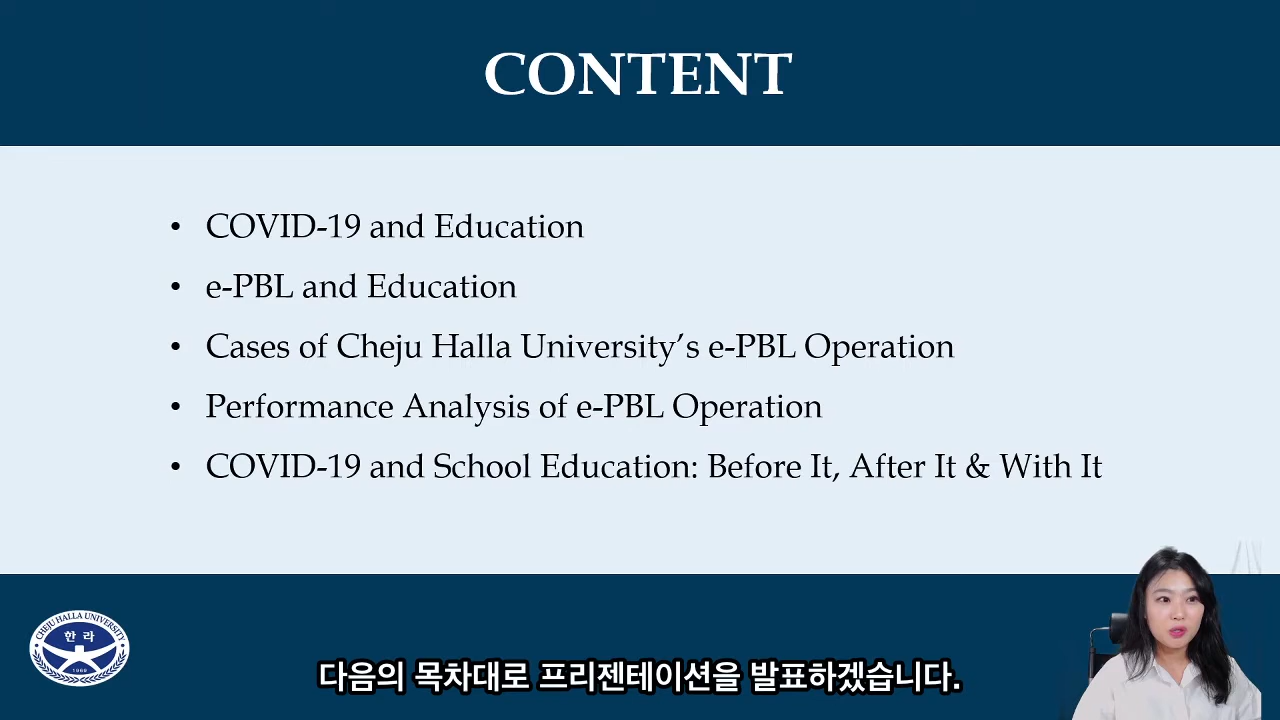 CONTENT
• COVID-19 and Education
• e-PBL and Education
• Cases of Cheju Halla University’s e-PBL Operation
• Performance Analysis of e-PBL Operation
• COVID-19 and School Education: Before It, After It & With It
CHEJU HALLA UNIVERSITY
한라
1969
다음의 목차대로 프리젠테이션을 발표하겠습니다.